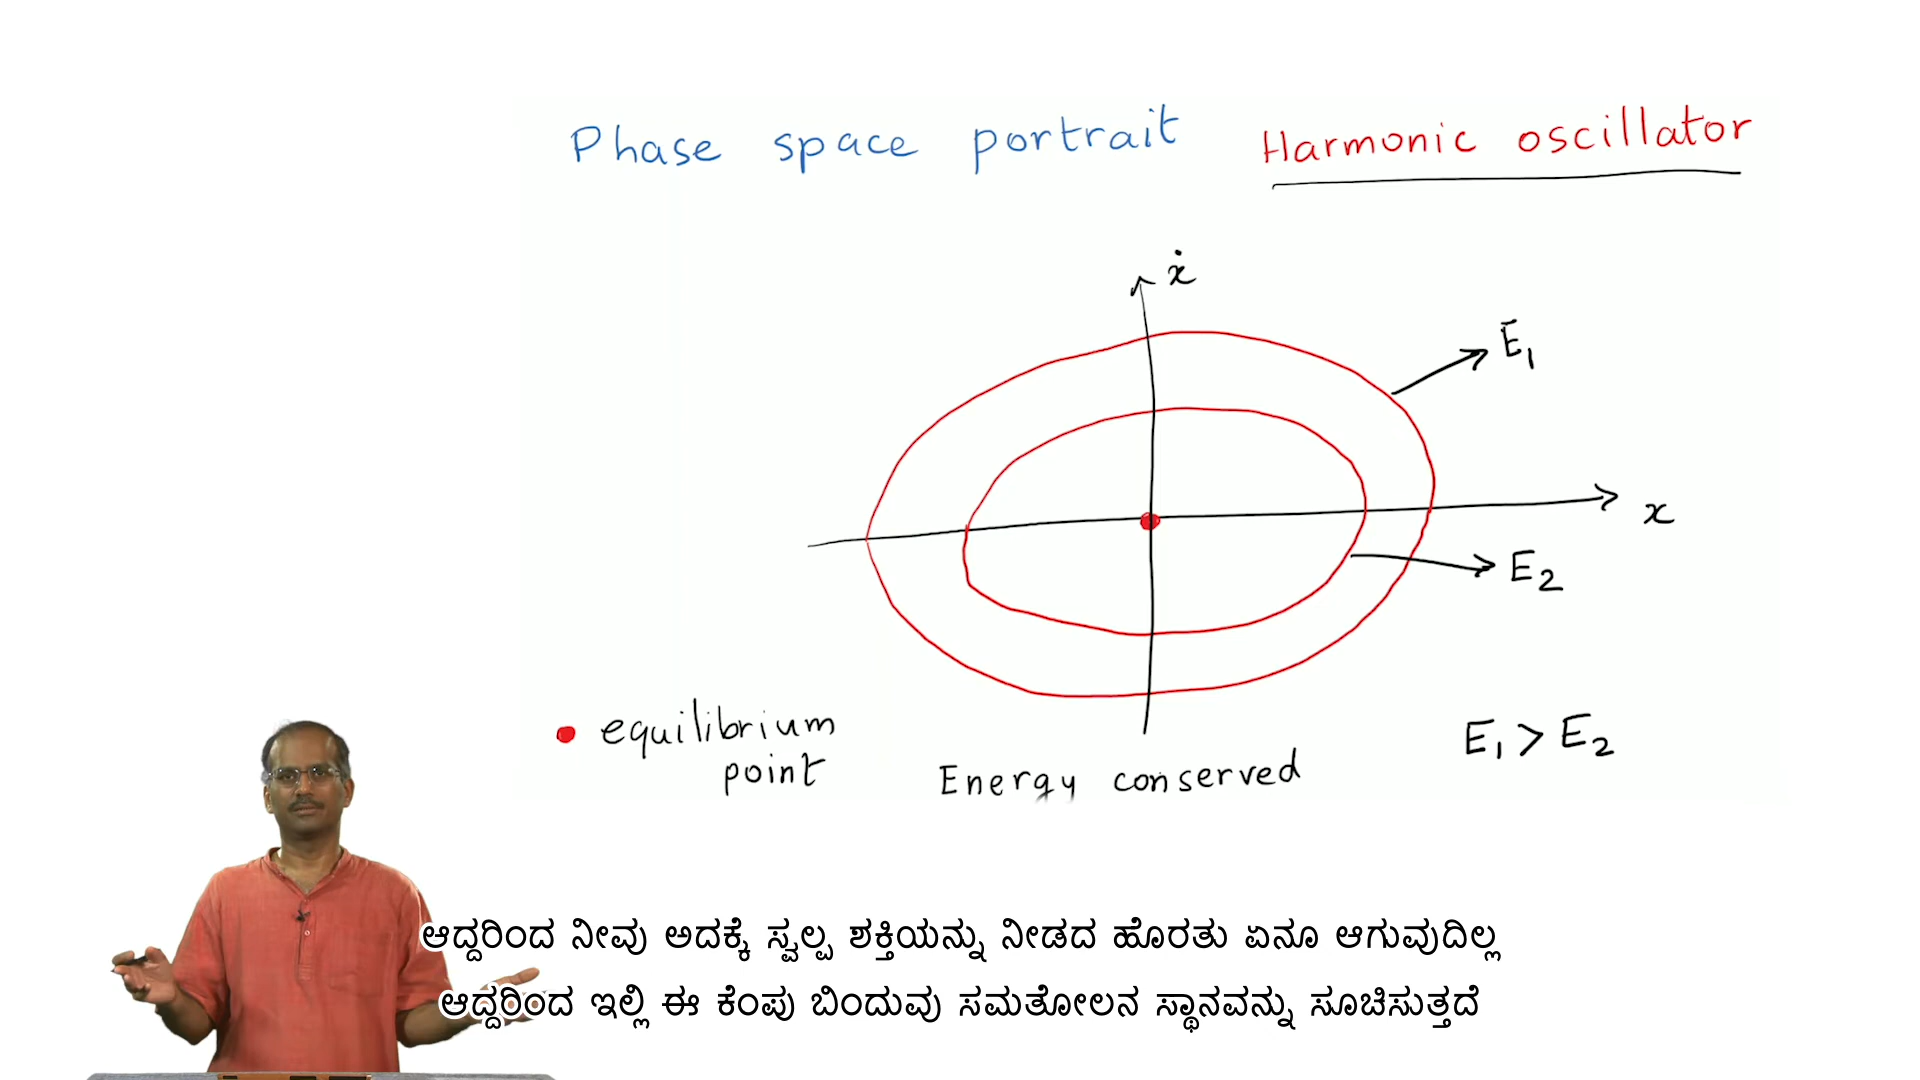 Phase space portrait Harmonic oscillator
ẋ
E₁
x
E₂
equilibrium
point
Energy conserved
E₁ > E₂
ಆದ್ದರಿಂದ ನೀವು ಅದಕ್ಕೆ ಸ್ವಲ್ಪ ಶಕ್ತಿಯನ್ನು ನೀಡದ ಹೊರತು ಏನೂ ಆಗುವುದಿಲ್ಲ
ಆದ್ದರಿಂದ ಇಲ್ಲಿ ಈ ಕೆಂಪು ಬಿಂದುವು ಸಮತೋಲನ ಸ್ಥಾನವನ್ನು ಸೂಚಿಸುತ್ತದೆ